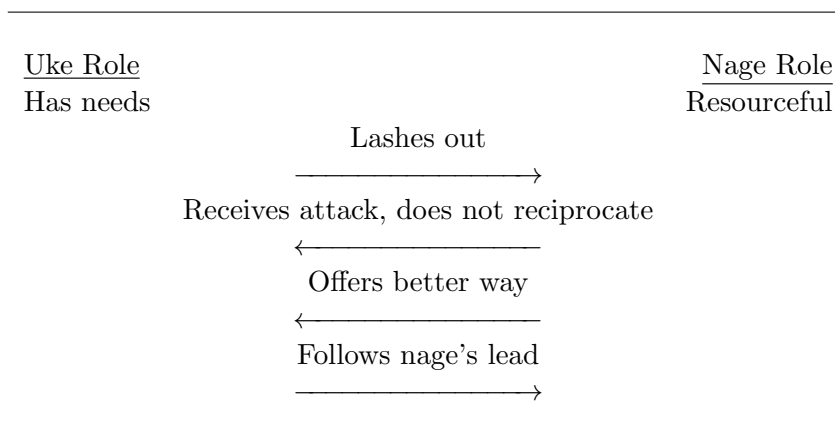 Uke Role Nage Role
Has needs Resourceful
Lashes out
Receives attack, does not reciprocate
Offers better way
Follows nage's lead